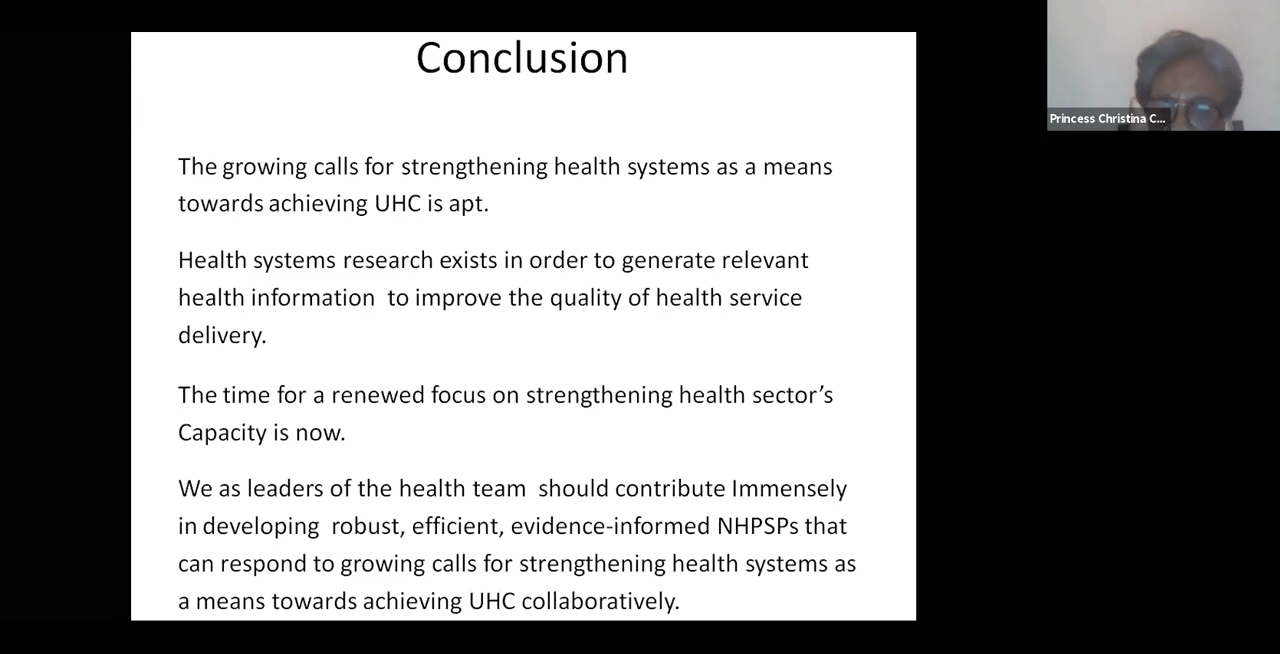 Conclusion
The growing calls for strengthening health systems as a means
towards achieving UHC is apt.
Health systems research exists in order to generate relevant
health information  to improve the quality of health service
delivery.
The time for a renewed focus on strengthening health sector’s
Capacity is now.
We as leaders of the health team  should contribute Immensely
in developing  robust, efficient, evidence-informed NHPSPs that
can respond to growing calls for strengthening health systems as
a means towards achieving UHC collaboratively.
Princess Christina C...